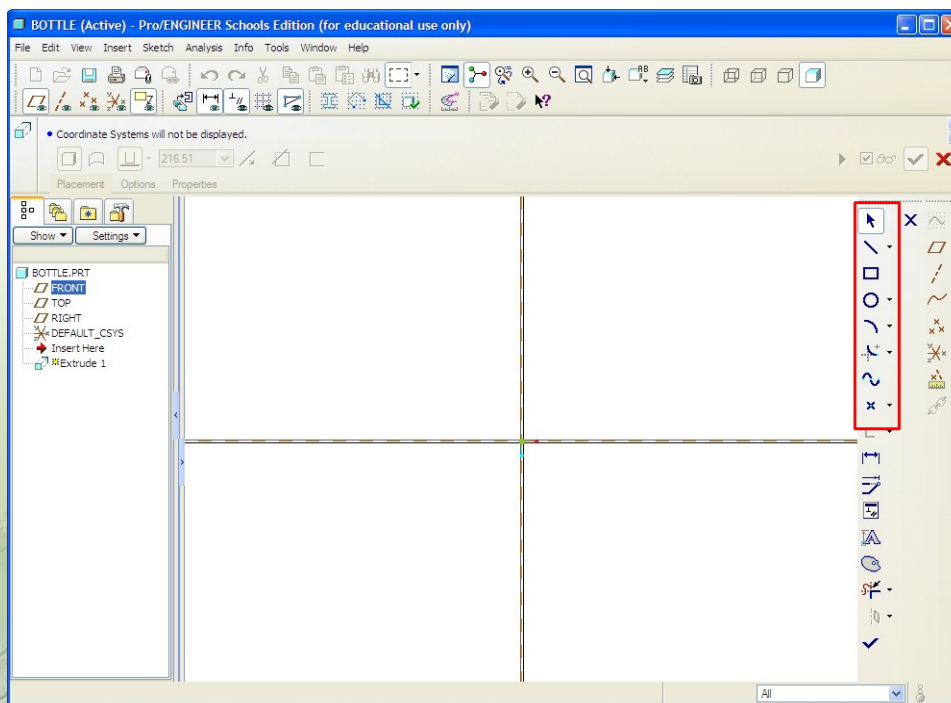 BOTTLE (Active) - Pro/ENGINEER Schools Edition (for educational use only)
File Edit View Insert Sketch Analysis Info Tools Window Help
Coordinate Systems will not be displayed.
216.51
Placement Options Properties
Show Settings
BOTTLE.PRT
FRONT
TOP
RIGHT
DEFAULT_CSYS
Insert Here
Extrude 1
All